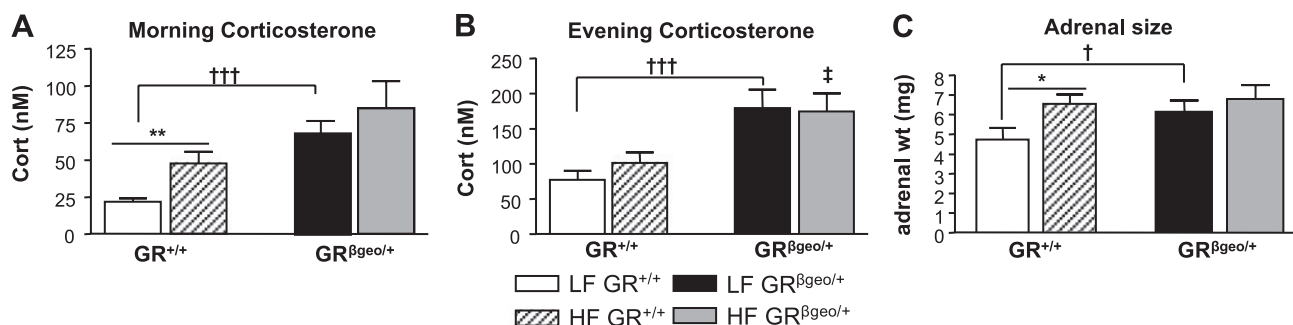 A
Morning Corticosterone
Cort (nM)
125
100
75
50
25
0
†††
**
GR+/+
GRβgeo/+
B
Evening Corticosterone
Cort (nM)
250
200
150
100
50
0
†††
‡
GR+/+
GRβgeo/+
C
Adrenal size
adrenal wt (mg)
8
7
6
5
4
3
2
1
0
†
*
GR+/+
GRβgeo/+
LF GR+/+
LF GRβgeo/+
HF GR+/+
HF GRβgeo/+